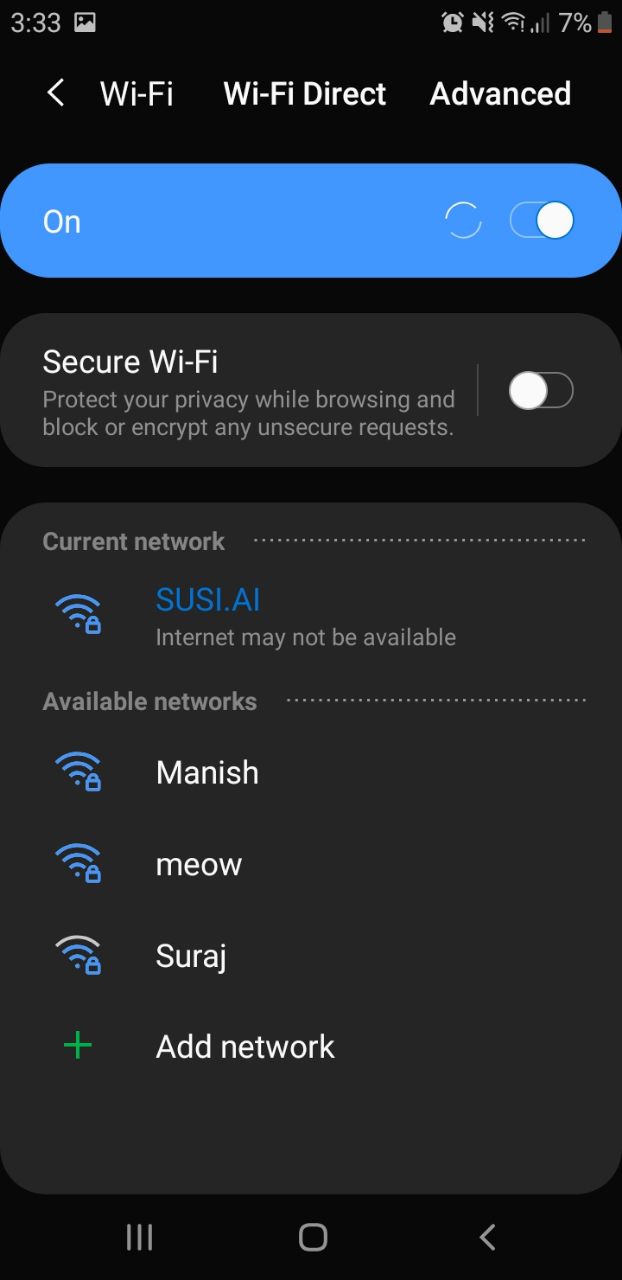 3:33 7%
Wi-Fi Wi-Fi Direct Advanced
On
Secure Wi-Fi
Protect your privacy while browsing and
block or encrypt any unsecure requests.
Current network
SUSI.AI
Internet may not be available
Available networks
Manish
meow
Suraj
Add network